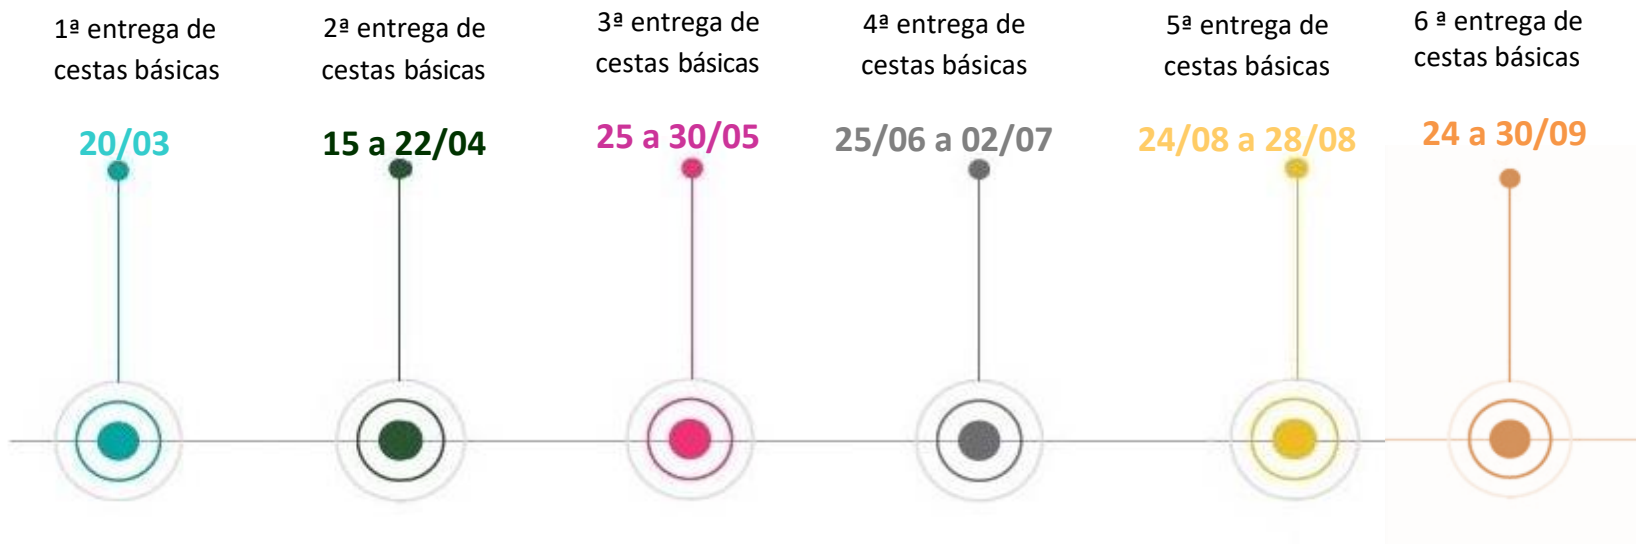 1ª entrega de
cestas básicas
20/03
2ª entrega de
cestas básicas
15 a 22/04
3ª entrega de
cestas básicas
25 a 30/05
4ª entrega de
cestas básicas
25/06 a 02/07
5ª entrega de
cestas básicas
24/08 a 28/08
6 ª entrega de
cestas básicas
24 a 30/09